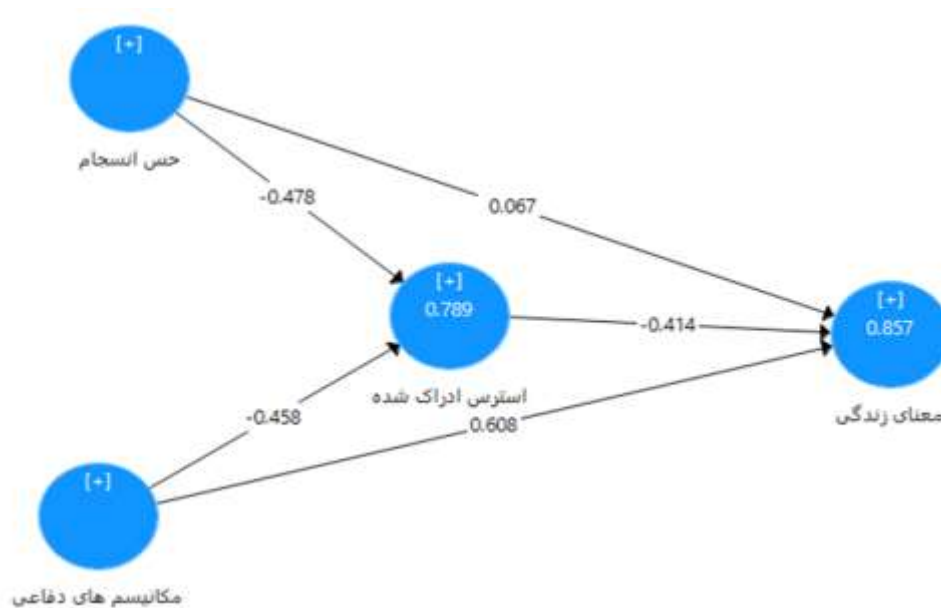 [+]
حس انسجام
-0.478
0.067
[+]
0.789
استرس ادراک شده
-0.414
[+]
0.857
معنای زندگی
-0.458
0.608
[+]
مکانیسم های دفاعی